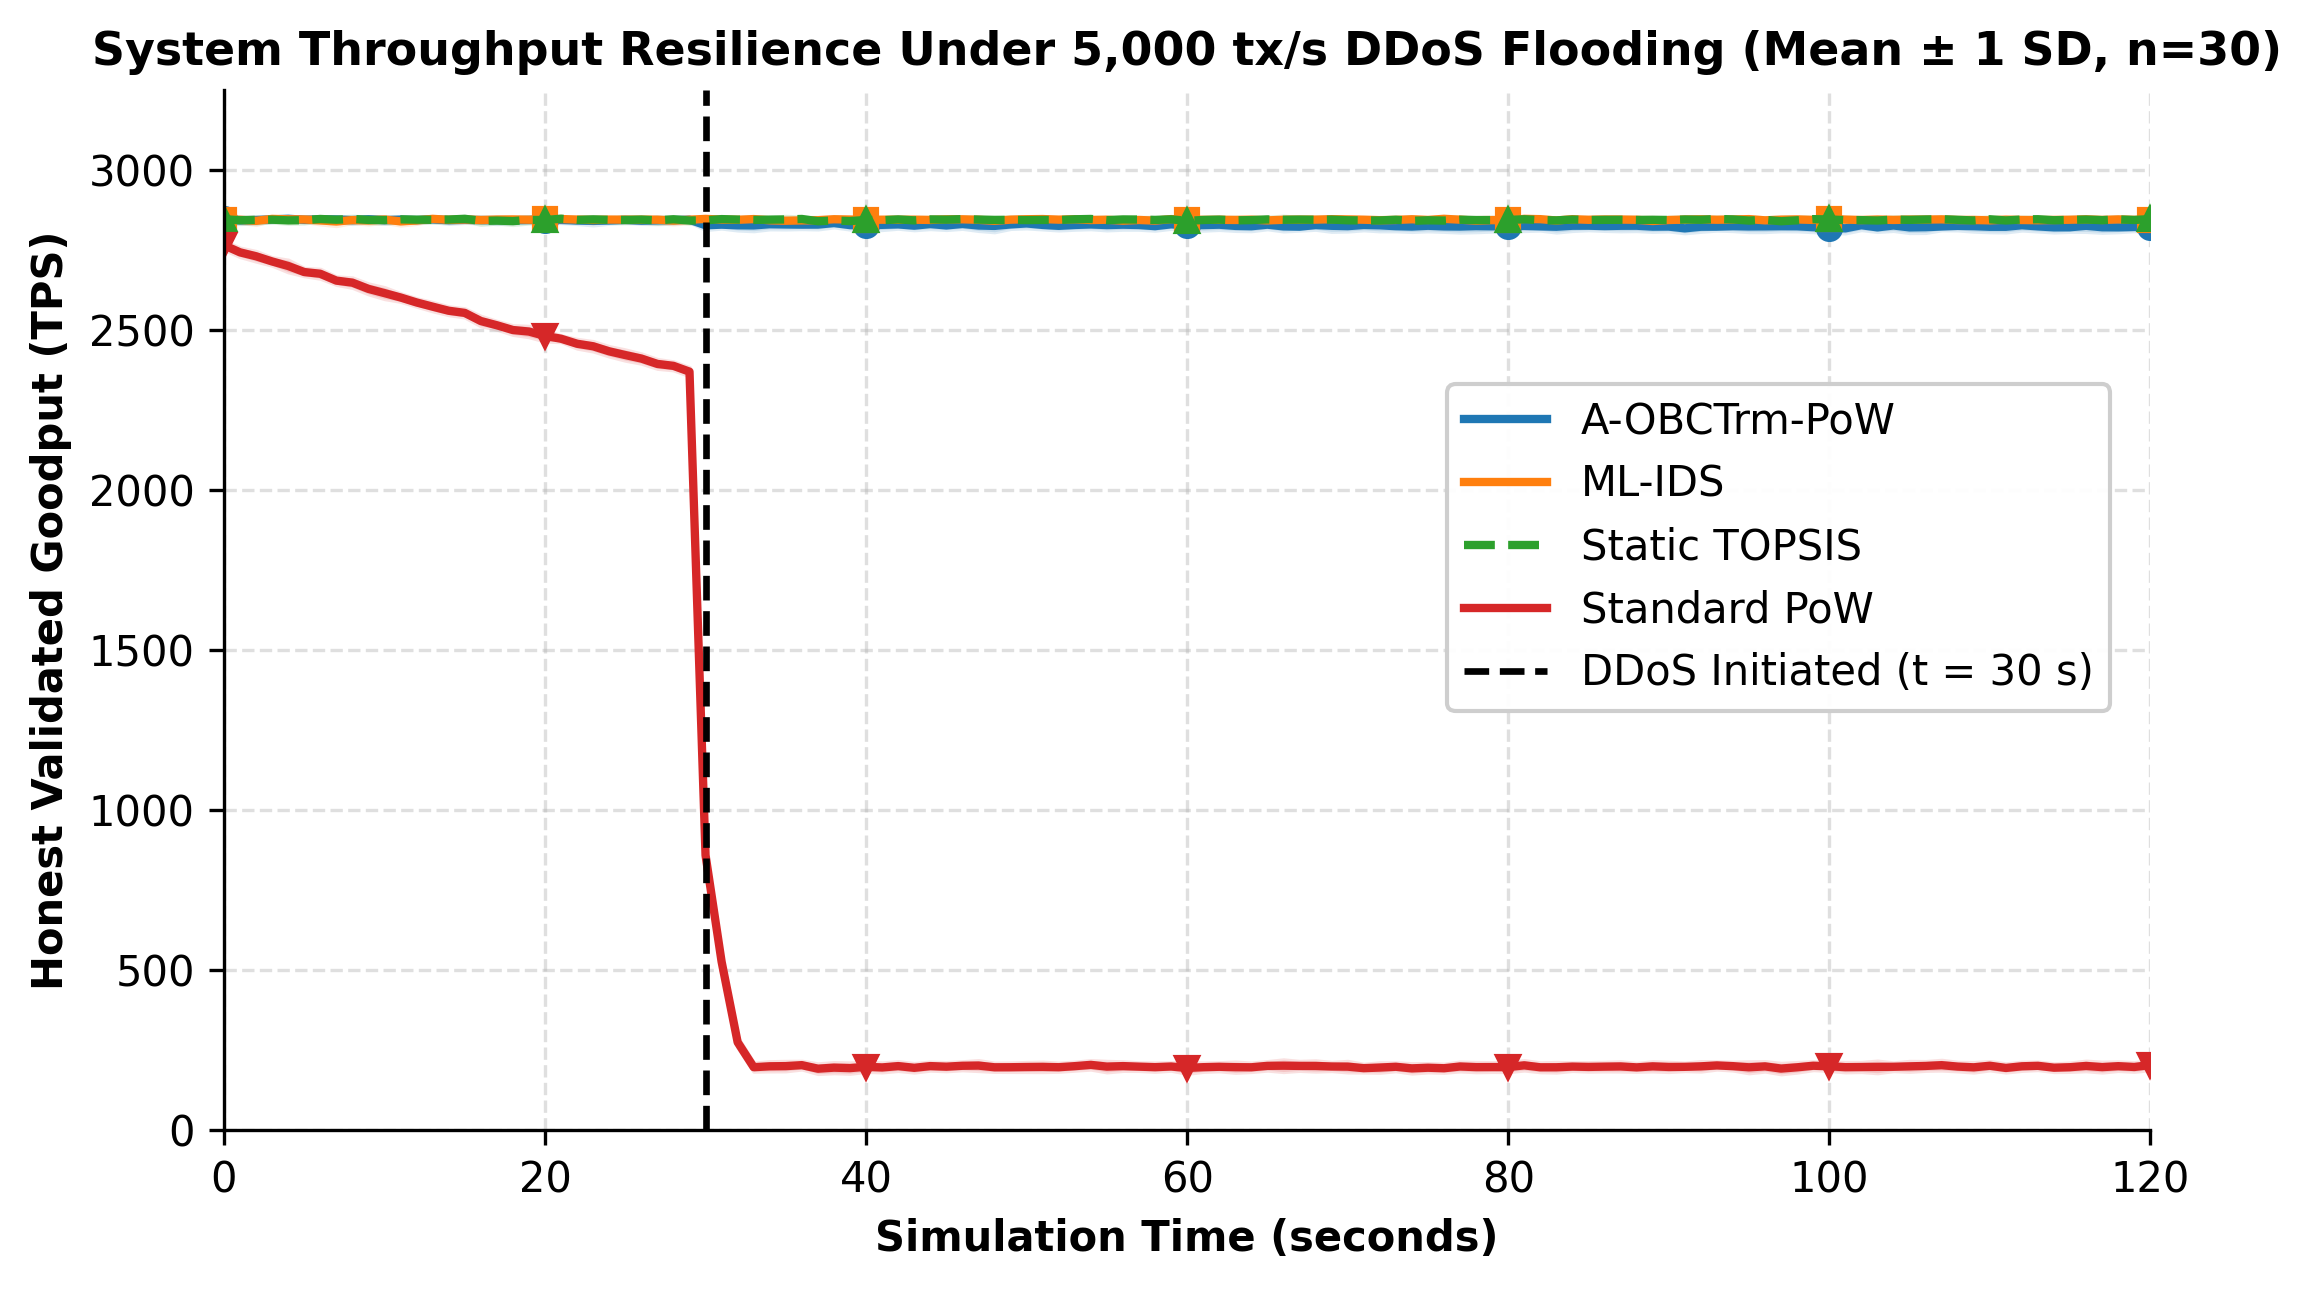 System Throughput Resilience Under 5,000 tx/s DDoS Flooding (Mean ± 1 SD, n=30)
Honest Validated Goodput (TPS)
3000
2500
2000
1500
1000
500
0
A-OBCTrm-PoW
ML-IDS
Static TOPSIS
Standard PoW
DDoS Initiated (t = 30 s)
0 20 40 60 80 100 120
Simulation Time (seconds)